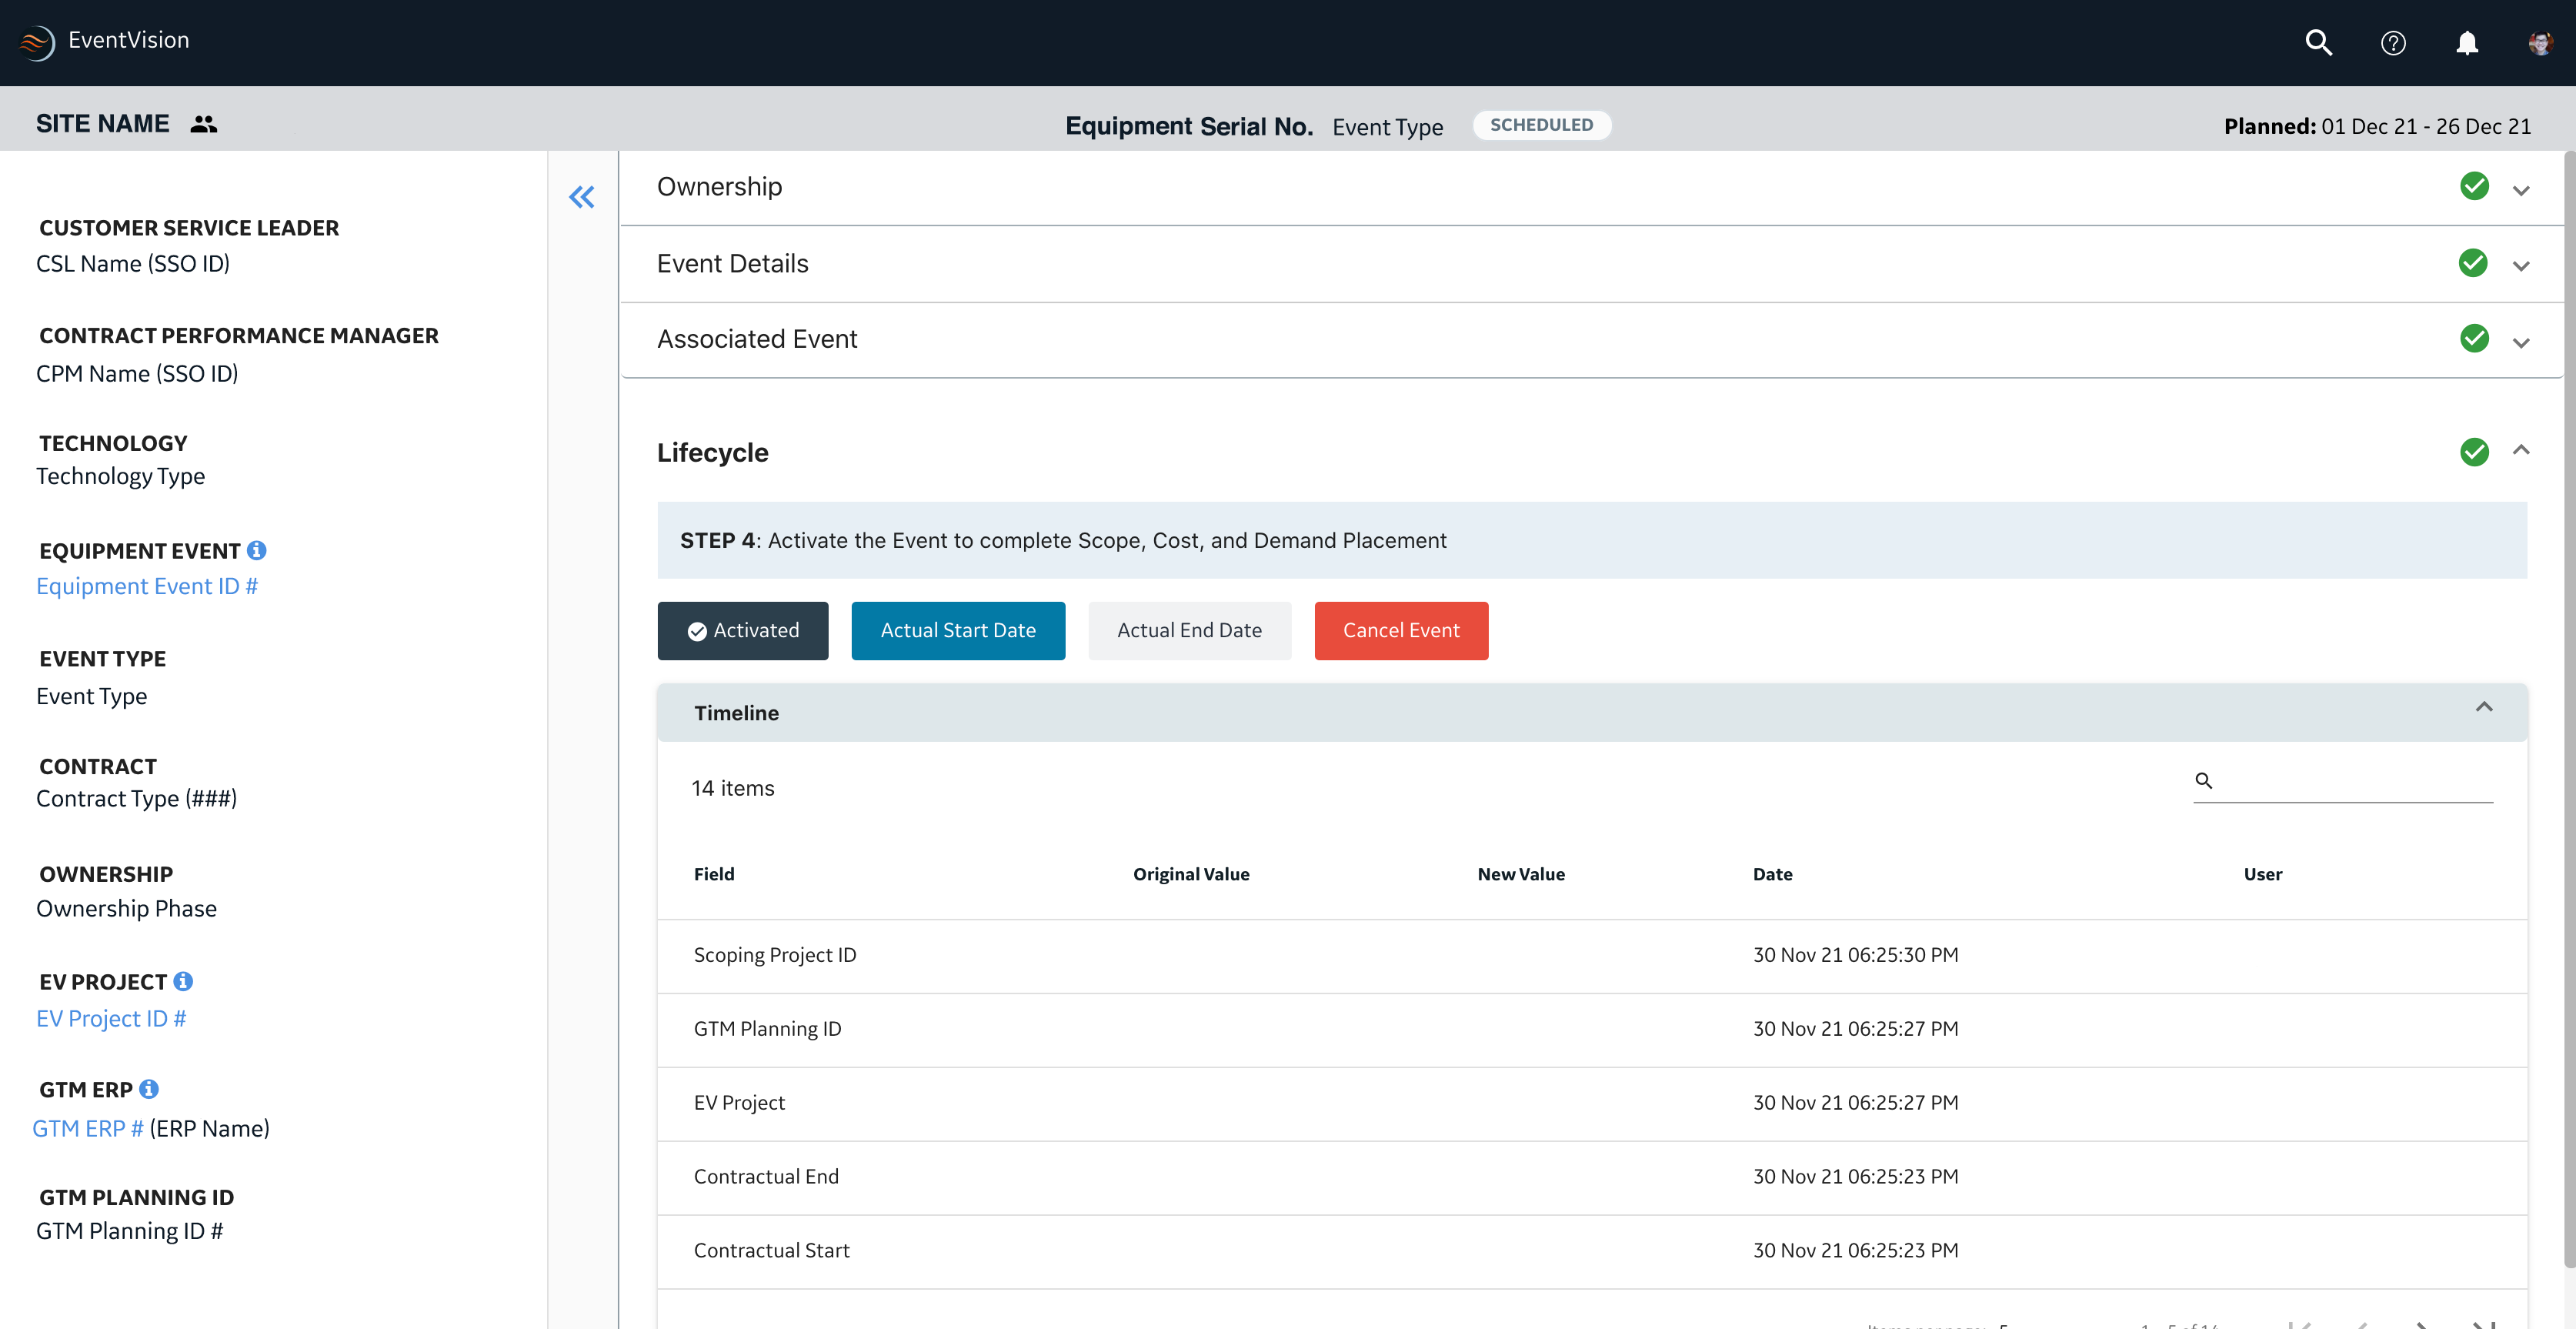 EventVision
SITE NAME
Equipment Serial No. Event Type SCHEDULED
Planned: 01 Dec 21 - 26 Dec 21
CUSTOMER SERVICE LEADER
CSL Name (SSO ID)
CONTRACT PERFORMANCE MANAGER
CPM Name (SSO ID)
TECHNOLOGY
Technology Type
EQUIPMENT EVENT
Equipment Event ID #
EVENT TYPE
Event Type
CONTRACT
Contract Type (###)
OWNERSHIP
Ownership Phase
EV PROJECT
EV Project ID #
GTM ERP
GTM ERP # (ERP Name)
GTM PLANNING ID
GTM Planning ID #
Ownership
Event Details
Associated Event
Lifecycle
STEP 4: Activate the Event to complete Scope, Cost, and Demand Placement
Activated Actual Start Date Actual End Date Cancel Event
Timeline
14 items
Field Original Value New Value Date User
Scoping Project ID 30 Nov 21 06:25:30 PM
GTM Planning ID 30 Nov 21 06:25:27 PM
EV Project 30 Nov 21 06:25:27 PM
Contractual End 30 Nov 21 06:25:23 PM
Contractual Start 30 Nov 21 06:25:23 PM